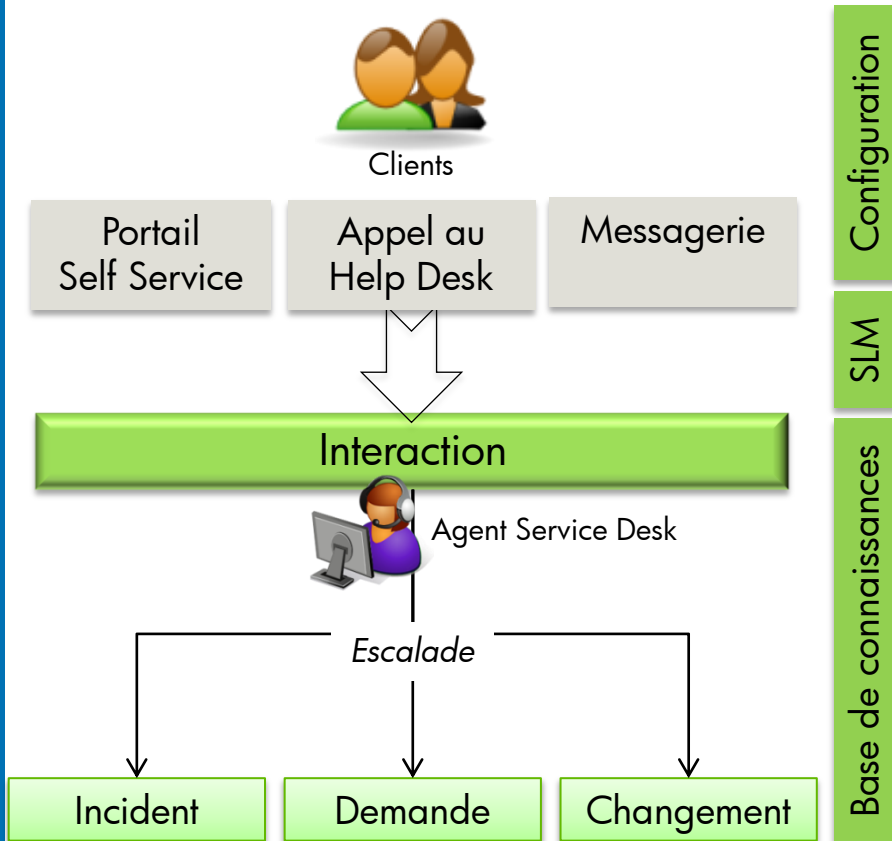 Clients
Portail
Self Service
Appel au
Help Desk
Messagerie
Interaction
Agent Service Desk
Escalade
Incident
Demande
Changement
Configuration
SLM
Base de connaissances